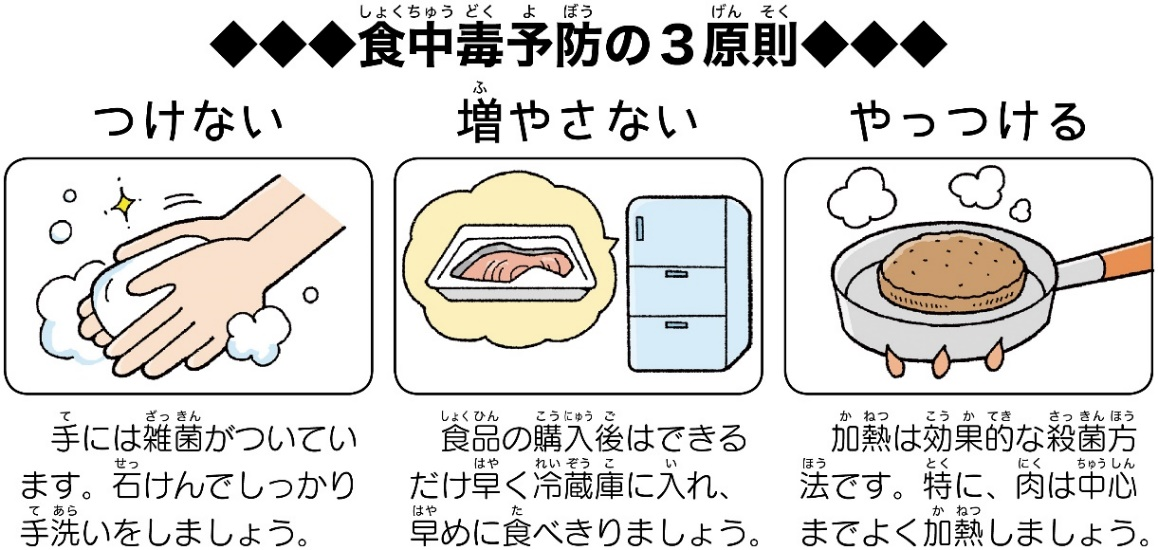 ◆◆◆食中毒予防の３原則◆◆◆
つけない
手には雑菌がついてい
ます。石けんでしっかり
手洗いをしましょう。
増やさない
食品の購入後はできる
だけ早く冷蔵庫に入れ、
早めに食べきりましょう。
やっつける
加熱は効果的な殺菌方
法です。特に、肉は中心
までよく加熱しましょう。